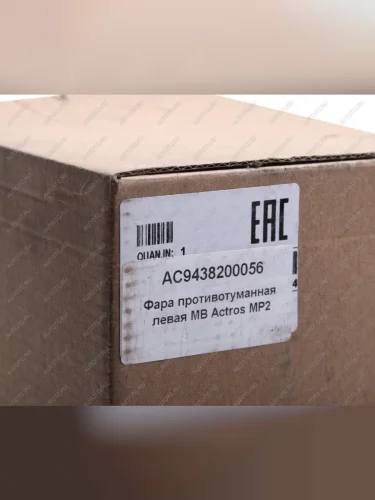 EAC
QUAN.IN: 1
AC9438200056
Фара противотуманная
левая MB Actros MP2